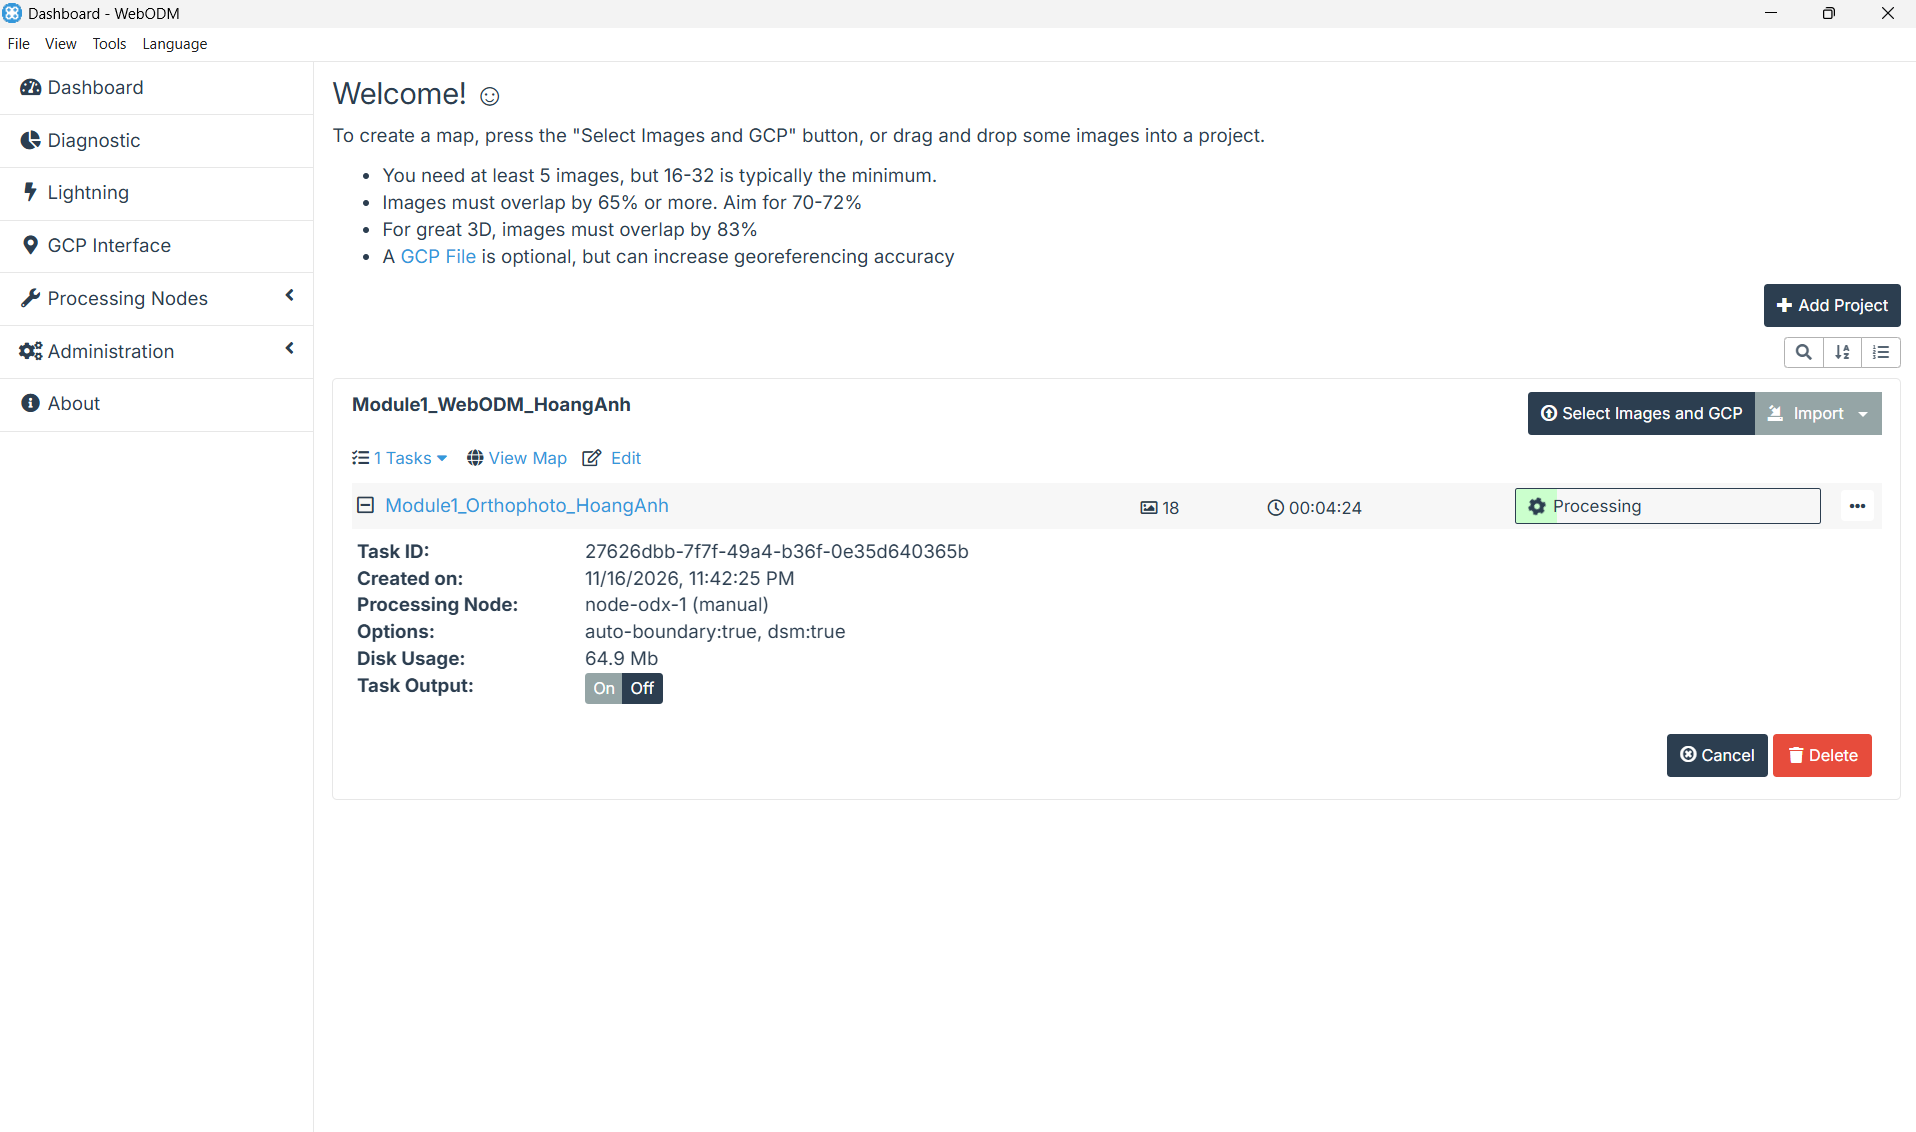 Dashboard - WebODM
File View Tools Language
Dashboard
Diagnostic
Lightning
GCP Interface
Processing Nodes
Administration
About
Welcome!
To create a map, press the "Select Images and GCP" button, or drag and drop some images into a project.
• You need at least 5 images, but 16-32 is typically the minimum.
• Images must overlap by 65% or more. Aim for 70-72%
• For great 3D, images must overlap by 83%
• A GCP File is optional, but can increase georeferencing accuracy
Add Project
Module1_WebODM_HoangAnh
Select Images and GCP Import
1 Tasks View Map Edit
Module1_Orthophoto_HoangAnh 18 00:04:24 Processing
Task ID: 27626dbb-7f7f-49a4-b36f-0e35d640365b
Created on: 11/16/2026, 11:42:25 PM
Processing Node: node-odx-1 (manual)
Options: auto-boundary:true, dsm:true
Disk Usage: 64.9 Mb
Task Output: On Off
Cancel Delete